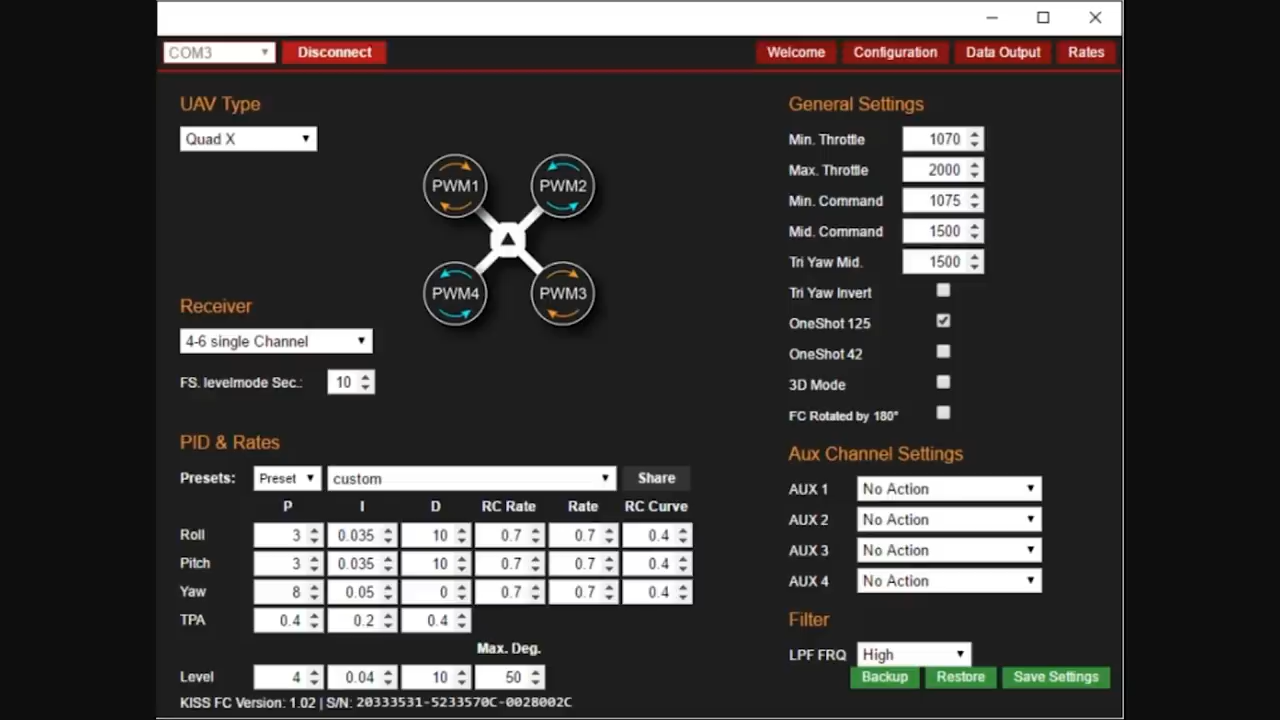 COM3 Disconnect Welcome Configuration Data Output Rates
UAV Type
Quad X
PWM1 PWM2
PWM4 PWM3
Receiver
4-6 single Channel
FS. levelmode Sec.: 10
General Settings
Min. Throttle 1070
Max. Throttle 2000
Min. Command 1075
Mid. Command 1500
Tri Yaw Mid. 1500
Tri Yaw Invert
OneShot 125
OneShot 42
3D Mode
FC Rotated by 180°
PID & Rates
Presets: Preset custom Share
P I D RC Rate Rate RC Curve
Roll 3 0.035 10 0.7 0.7 0.4
Pitch 3 0.035 10 0.7 0.7 0.4
Yaw 8 0.05 0 0.7 0.7 0.4
TPA 0.4 0.2 0.4
Max. Deg.
Level 4 0.04 10 50
Aux Channel Settings
AUX 1 No Action
AUX 2 No Action
AUX 3 No Action
AUX 4 No Action
Filter
LPF FRQ High
Backup Restore Save Settings
KISS FC Version: 1.02 | S/N: 20333531-5233570C-0028002C